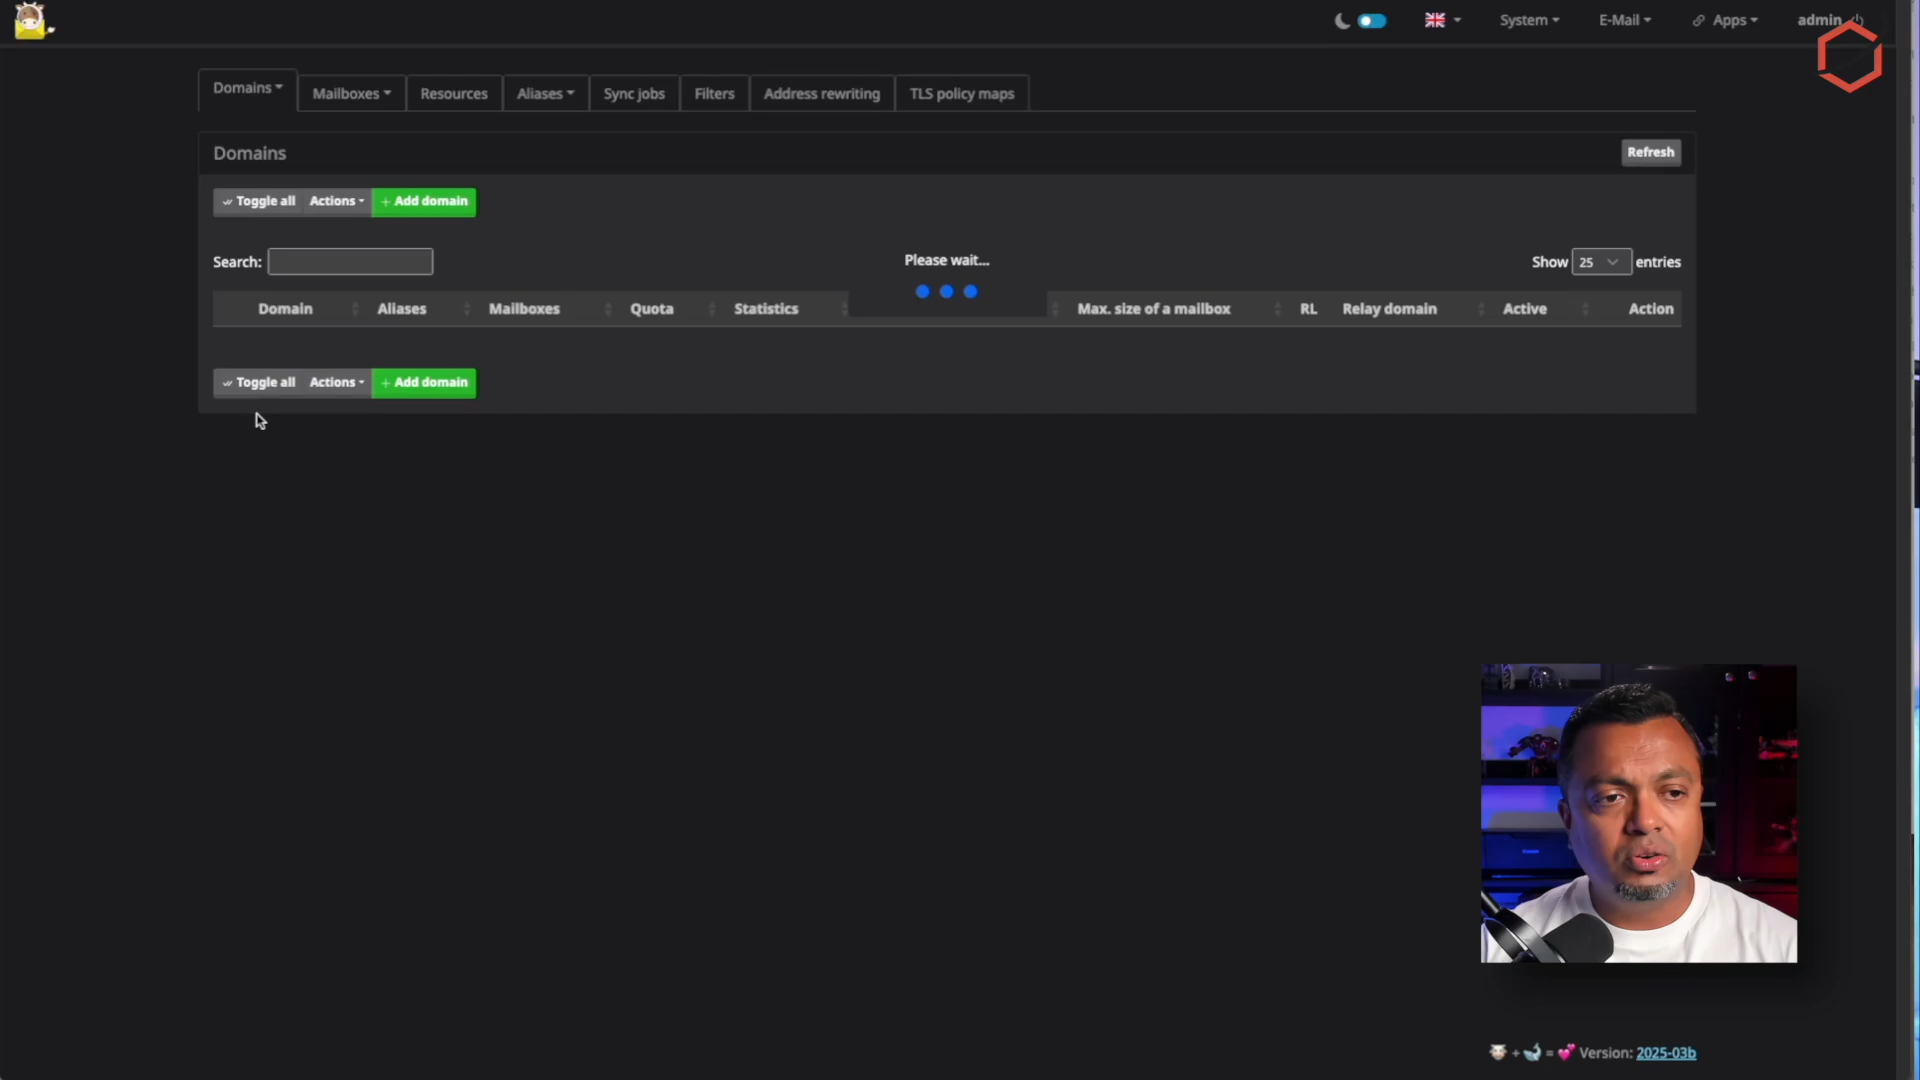 System E-Mail Apps admin
Domains Mailboxes Resources Aliases Sync jobs Filters Address rewriting TLS policy maps
Domains Refresh
Toggle all Actions + Add domain
Search: Please wait... Show 25 entries
Domain Aliases Mailboxes Quota Statistics Max. size of a mailbox RL Relay domain Active Action
Toggle all Actions + Add domain
+ = Version: 2025-03b